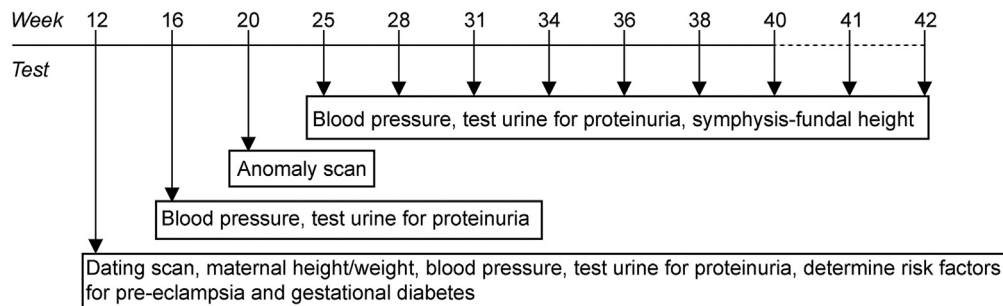 Week 12 16 20 25 28 31 34 36 38 40 41 42
Test
Blood pressure, test urine for proteinuria, symphysis-fundal height
Anomaly scan
Blood pressure, test urine for proteinuria
Dating scan, maternal height/weight, blood pressure, test urine for proteinuria, determine risk factors
for pre-eclampsia and gestational diabetes